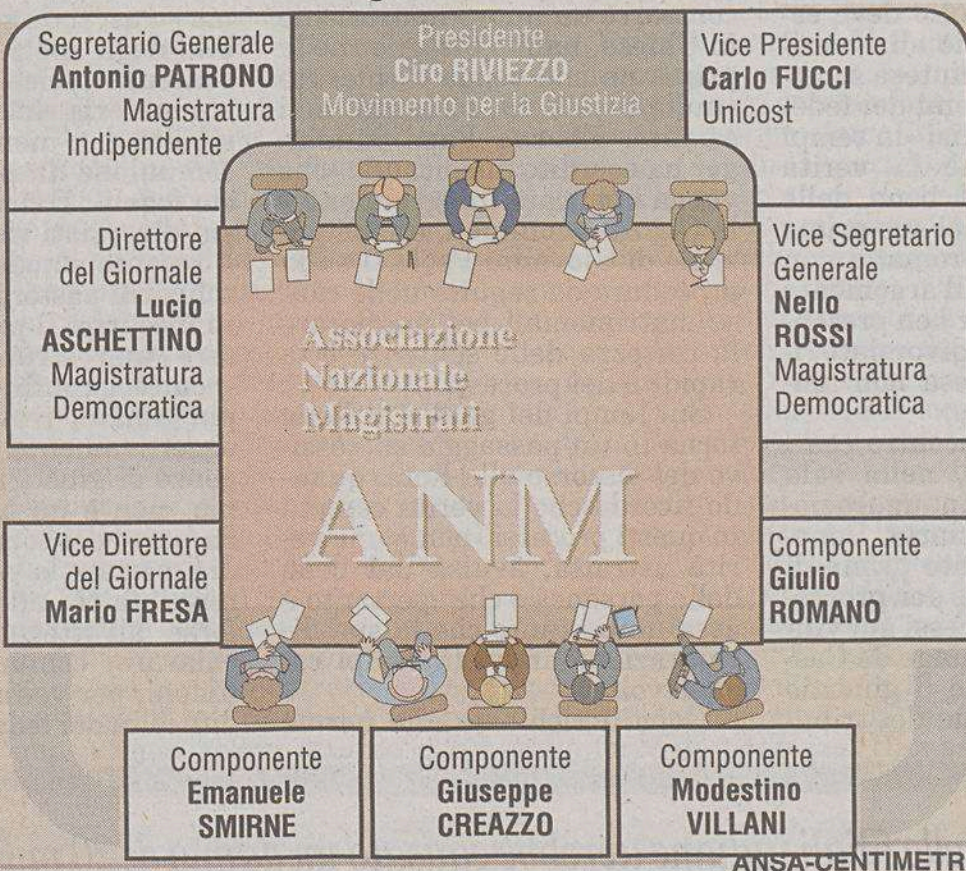 Segretario Generale
Antonio PATRONO
Magistratura
Indipendente
Presidente
Ciro RIVIEZZO
Movimento per la Giustizia
Vice Presidente
Carlo FUCCI
Unicost
Direttore
del Giornale
Lucio
ASCHETTINO
Magistratura
Democratica
Associazione
Nazionale
Magistrati
ANM
Vice Segretario
Generale
Nello
ROSSI
Magistratura
Democratica
Vice Direttore
del Giornale
Mario FRESA
Componente
Giulio
ROMANO
Componente
Emanuele
SMIRNE
Componente
Giuseppe
CREAZZO
Componente
Modestino
VILLANI
ANSA-CENTIMETR